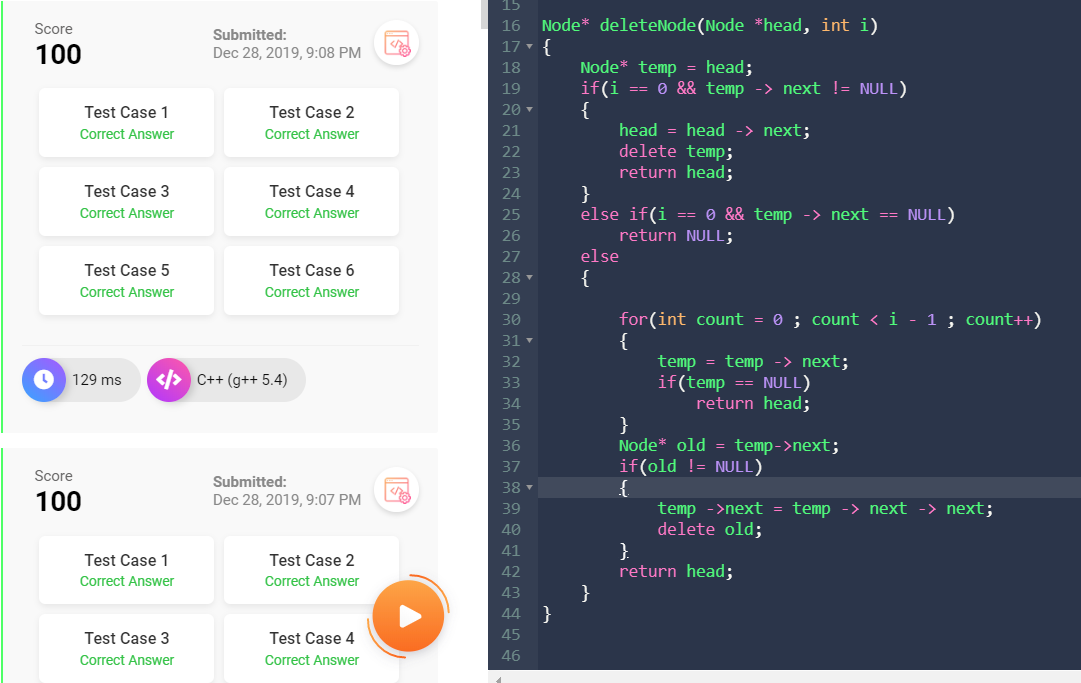 Score
100
Submitted:
Dec 28, 2019, 9:08 PM
Test Case 1
Correct Answer
Test Case 2
Correct Answer
Test Case 3
Correct Answer
Test Case 4
Correct Answer
Test Case 5
Correct Answer
Test Case 6
Correct Answer
129 ms
C++ (g++ 5.4)
Score
100
Submitted:
Dec 28, 2019, 9:07 PM
Test Case 1
Correct Answer
Test Case 2
Correct Answer
Test Case 3
Correct Answer
Test Case 4
Correct Answer
15
16 Node* deleteNode(Node *head, int i)
17 {
18     Node* temp = head;
19     if(i == 0 && temp -> next != NULL)
20     {
21         head = head -> next;
22         delete temp;
23         return head;
24     }
25     else if(i == 0 && temp -> next == NULL)
26         return NULL;
27     else
28     {
29
30         for(int count = 0 ; count < i - 1 ; count++)
31         {
32             temp = temp -> next;
33             if(temp == NULL)
34                 return head;
35         }
36         Node* old = temp->next;
37         if(old != NULL)
38         {
39             temp ->next = temp -> next -> next;
40             delete old;
41         }
42         return head;
43     }
44 }
45
46